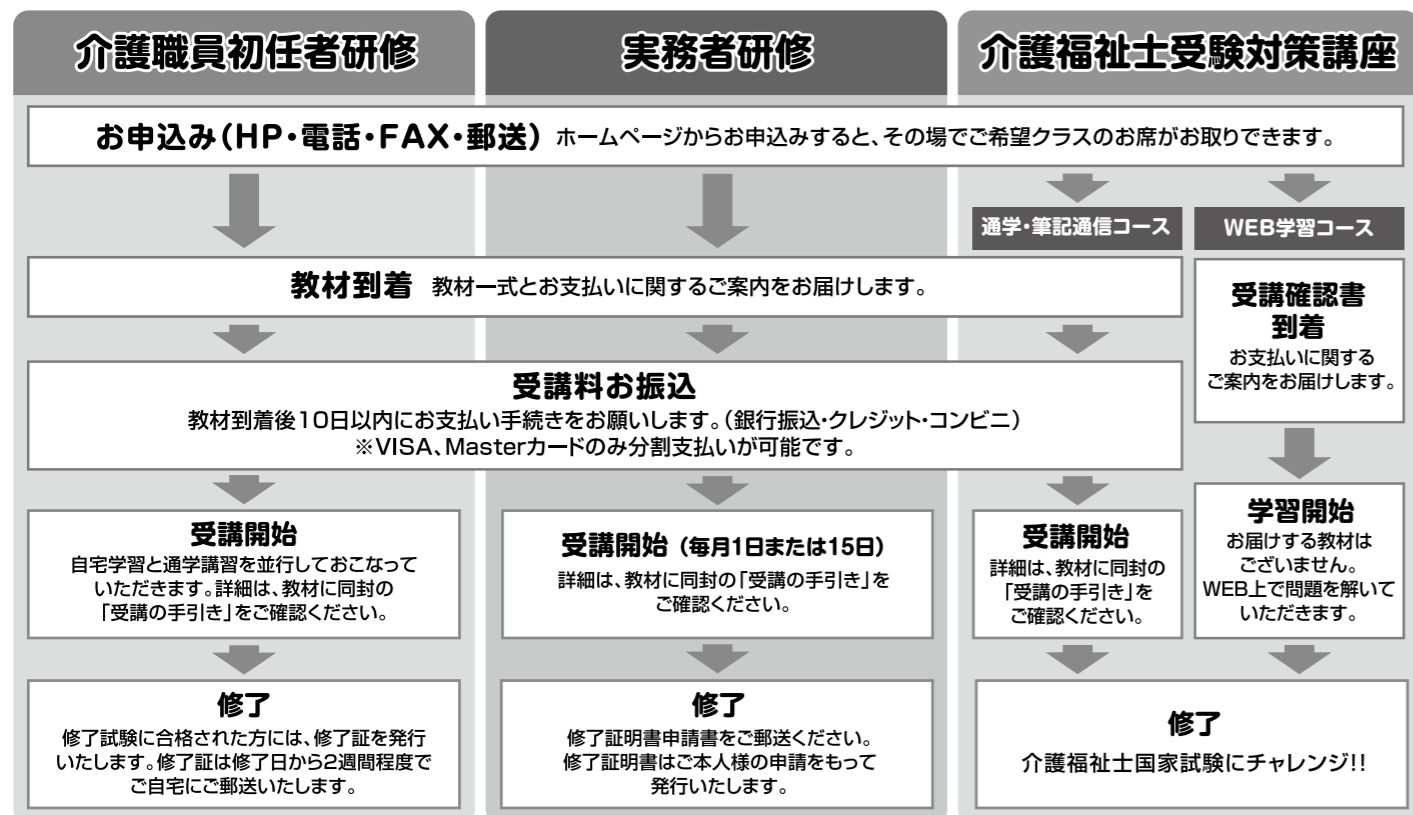 介護職員初任者研修
実務者研修
介護福祉士受験対策講座
お申込み(HP・電話・FAX・郵送) ホームページからお申込みすると、その場でご希望クラスのお席がお取りできます。
通学・筆記通信コース
WEB学習コース
教材到着 教材一式とお支払いに関するご案内をお届けします。
受講確認書
到着
お支払いに関する
ご案内をお届けします。
受講料お振込
教材到着後10日以内にお支払い手続きをお願いします。(銀行振込・クレジット・コンビニ)
※VISA、Masterカードのみ分割支払いが可能です。
受講開始
自宅学習と通学講習を並行しておこなって
いただきます。詳細は、教材に同封の
「受講の手引き」をご確認ください。
受講開始(毎月1日または15日)
詳細は、教材に同封の「受講の手引き」を
ご確認ください。
受講開始
詳細は、教材に同封の
「受講の手引き」を
ご確認ください。
学習開始
お届けする教材は
ございません。
WEB上で問題を解いて
いただきます。
修了
修了試験に合格された方には、修了証を発行
いたします。修了証は修了日から2週間程度で
ご自宅にご郵送いたします。
修了
修了証明書申請書をご郵送ください。
修了証明書はご本人様の申請をもって
発行いたします。
修了
介護福祉士国家試験にチャレンジ!!